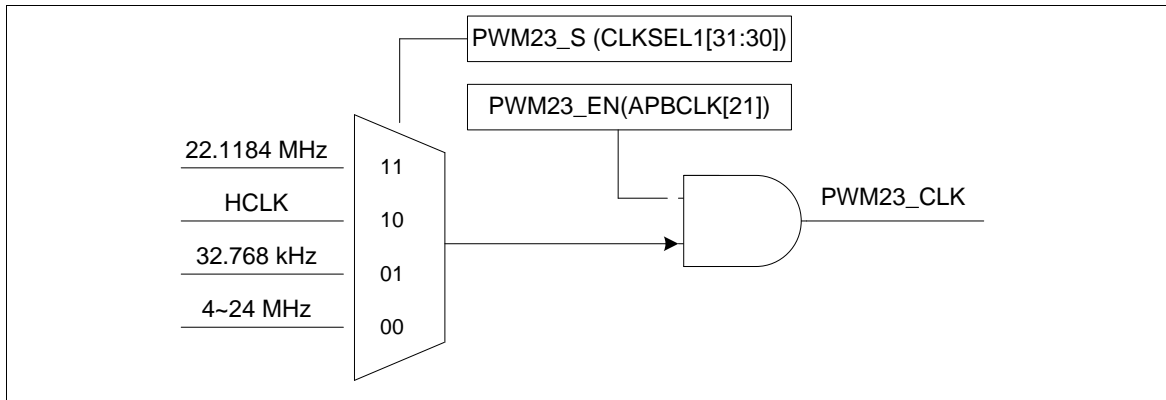 PWM23_S (CLKSEL1[31:30])
PWM23_EN(APBCLK[21])
22.1184 MHz
11
PWM23_CLK
HCLK
10
32.768 kHz
01
4~24 MHz
00